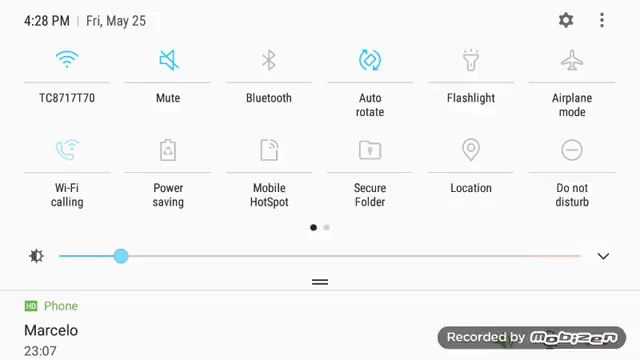 4:28 PM | Fri, May 25
TC8717T70
Mute
Bluetooth
Auto
rotate
Flashlight
Airplane
mode
Wi-Fi
calling
Power
saving
Mobile
HotSpot
Secure
Folder
Location
Do not
disturb
HD Phone
Marcelo
23:07
Recorded by Mobizen